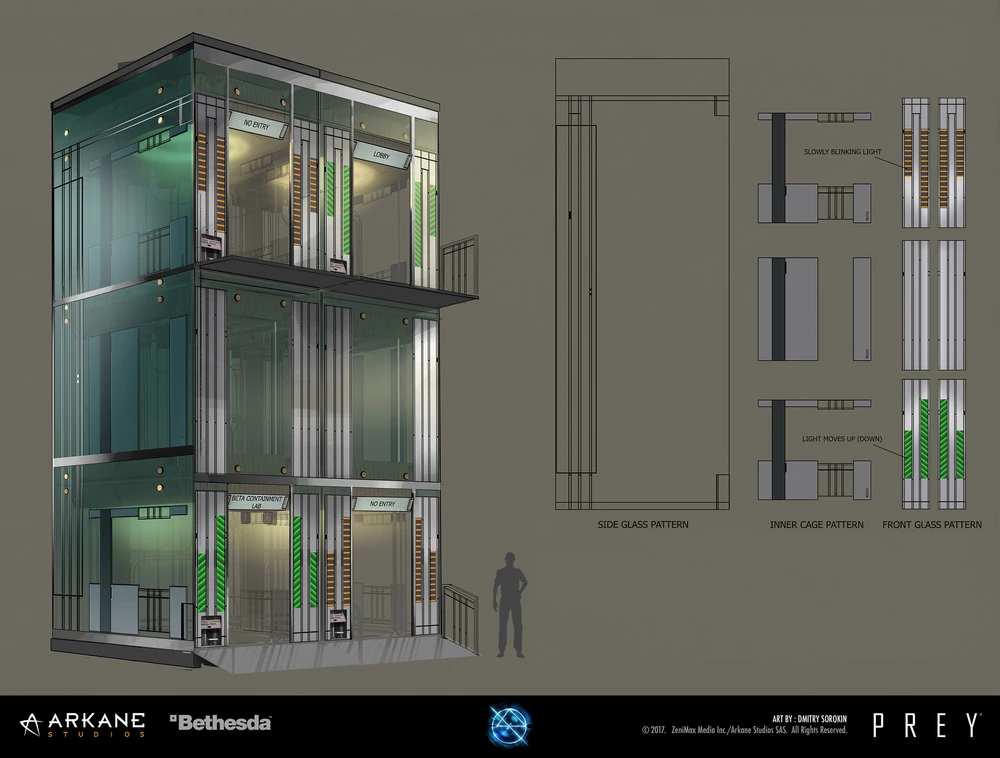 NO ENTRY
LOBBY
BETA CONTAINMENT
LAB
NO ENTRY
SLOWLY BLINKING LIGHT
LIGHT MOVES UP (DOWN)
SIDE GLASS PATTERN
INNER CAGE PATTERN
FRONT GLASS PATTERN
ARKANE
STUDIOS
Bethesda
ART BY : DMITRY SOROKIN
© 2017. ZeniMax Media Inc./Arkane Studios SAS. All Rights Reserved.
PREY